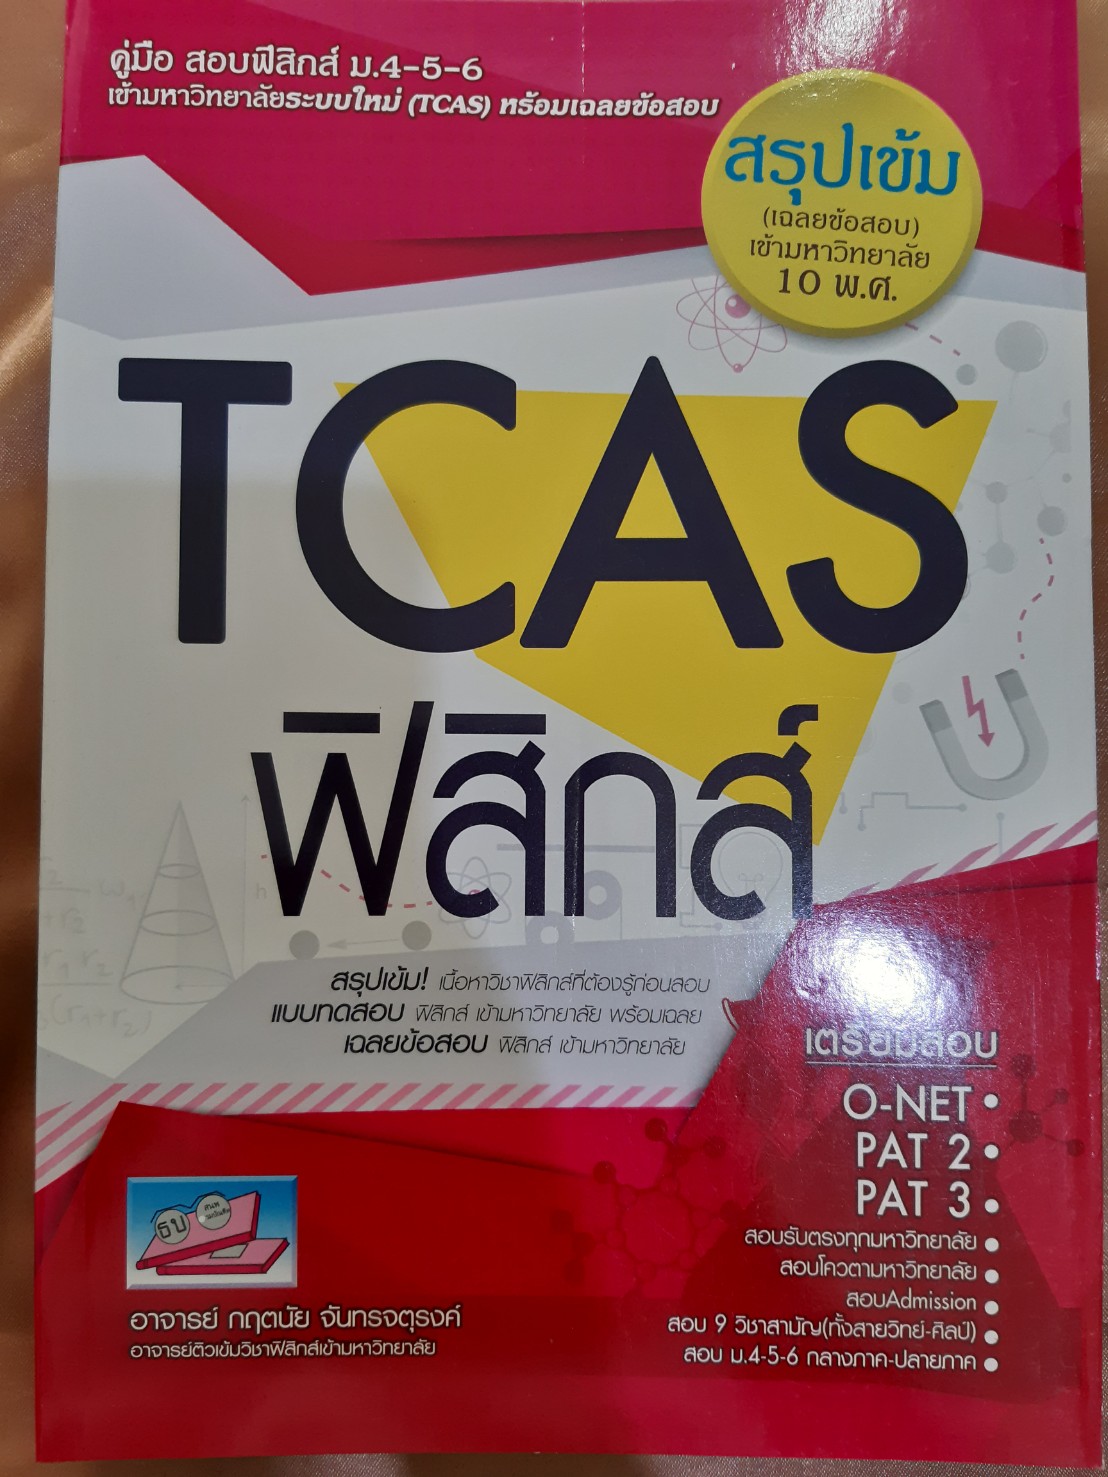 คู่มือ สอบฟิสิกส์ ม.4-5-6
เข้ามหาวิทยาลัยระบบใหม่ (TCAS) พร้อมเฉลยข้อสอบ
สรุปเข้ม
(เฉลยข้อสอบ)
เข้ามหาวิทยาลัย
10 พ.ศ.
TCAS
ฟิสิกส์
สรุปเข้ม! เนื้อหาวิชาฟิสิกส์ที่ต้องรู้ก่อนสอบ
แบบทดสอบ ฟิสิกส์ เข้ามหาวิทยาลัย พร้อมเฉลย
เฉลยข้อสอบ ฟิสิกส์ เข้ามหาวิทยาลัย
เตรียมสอบ
O-NET •
PAT 2 •
PAT 3 •
สอบรับตรงทุกมหาวิทยาลัย •
สอบโควตามหาวิทยาลัย •
สอบAdmission •
สอบ 9 วิชาสามัญ(ทั้งสายวิทย์-ศิลป์) •
สอบ ม.4-5-6 กลางภาค-ปลายภาค •
ธบ
อาจารย์ กฤตนัย จันทรจตุรงค์
อาจารย์ติวเข้มวิชาฟิสิกส์เข้ามหาวิทยาลัย